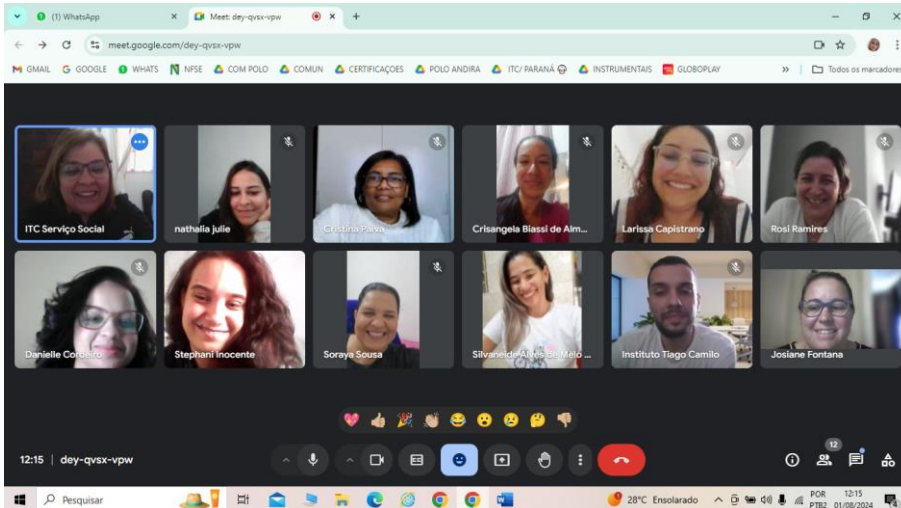 (1) WhatsApp
Meet: dey-qvsx-vpw
meet.google.com/dey-qvsx-vpw
GMAIL GOOGLE WHATS NFSE COM POLO COMUN CERTIFICAÇOES POLO ANDIRA ITC/ PARANÁ INSTRUMENTAIS GLOBOPLAY » Todos os marcadores
ITC Serviço Social
nathalia julie
Cristina Paiva
Crisangela Biassi de Alm...
Larissa Capistrano
Rosi Ramires
Danielle Cordeiro
Stephani Inocente
Soraya Sousa
Silvaneide Alves de Melo ...
Instituto Tiago Camilo
Josiane Fontana
12:15 | dey-qvsx-vpw
12
Pesquisar
28°C Ensolarado
POR 12:15
PTB2 01/08/2024